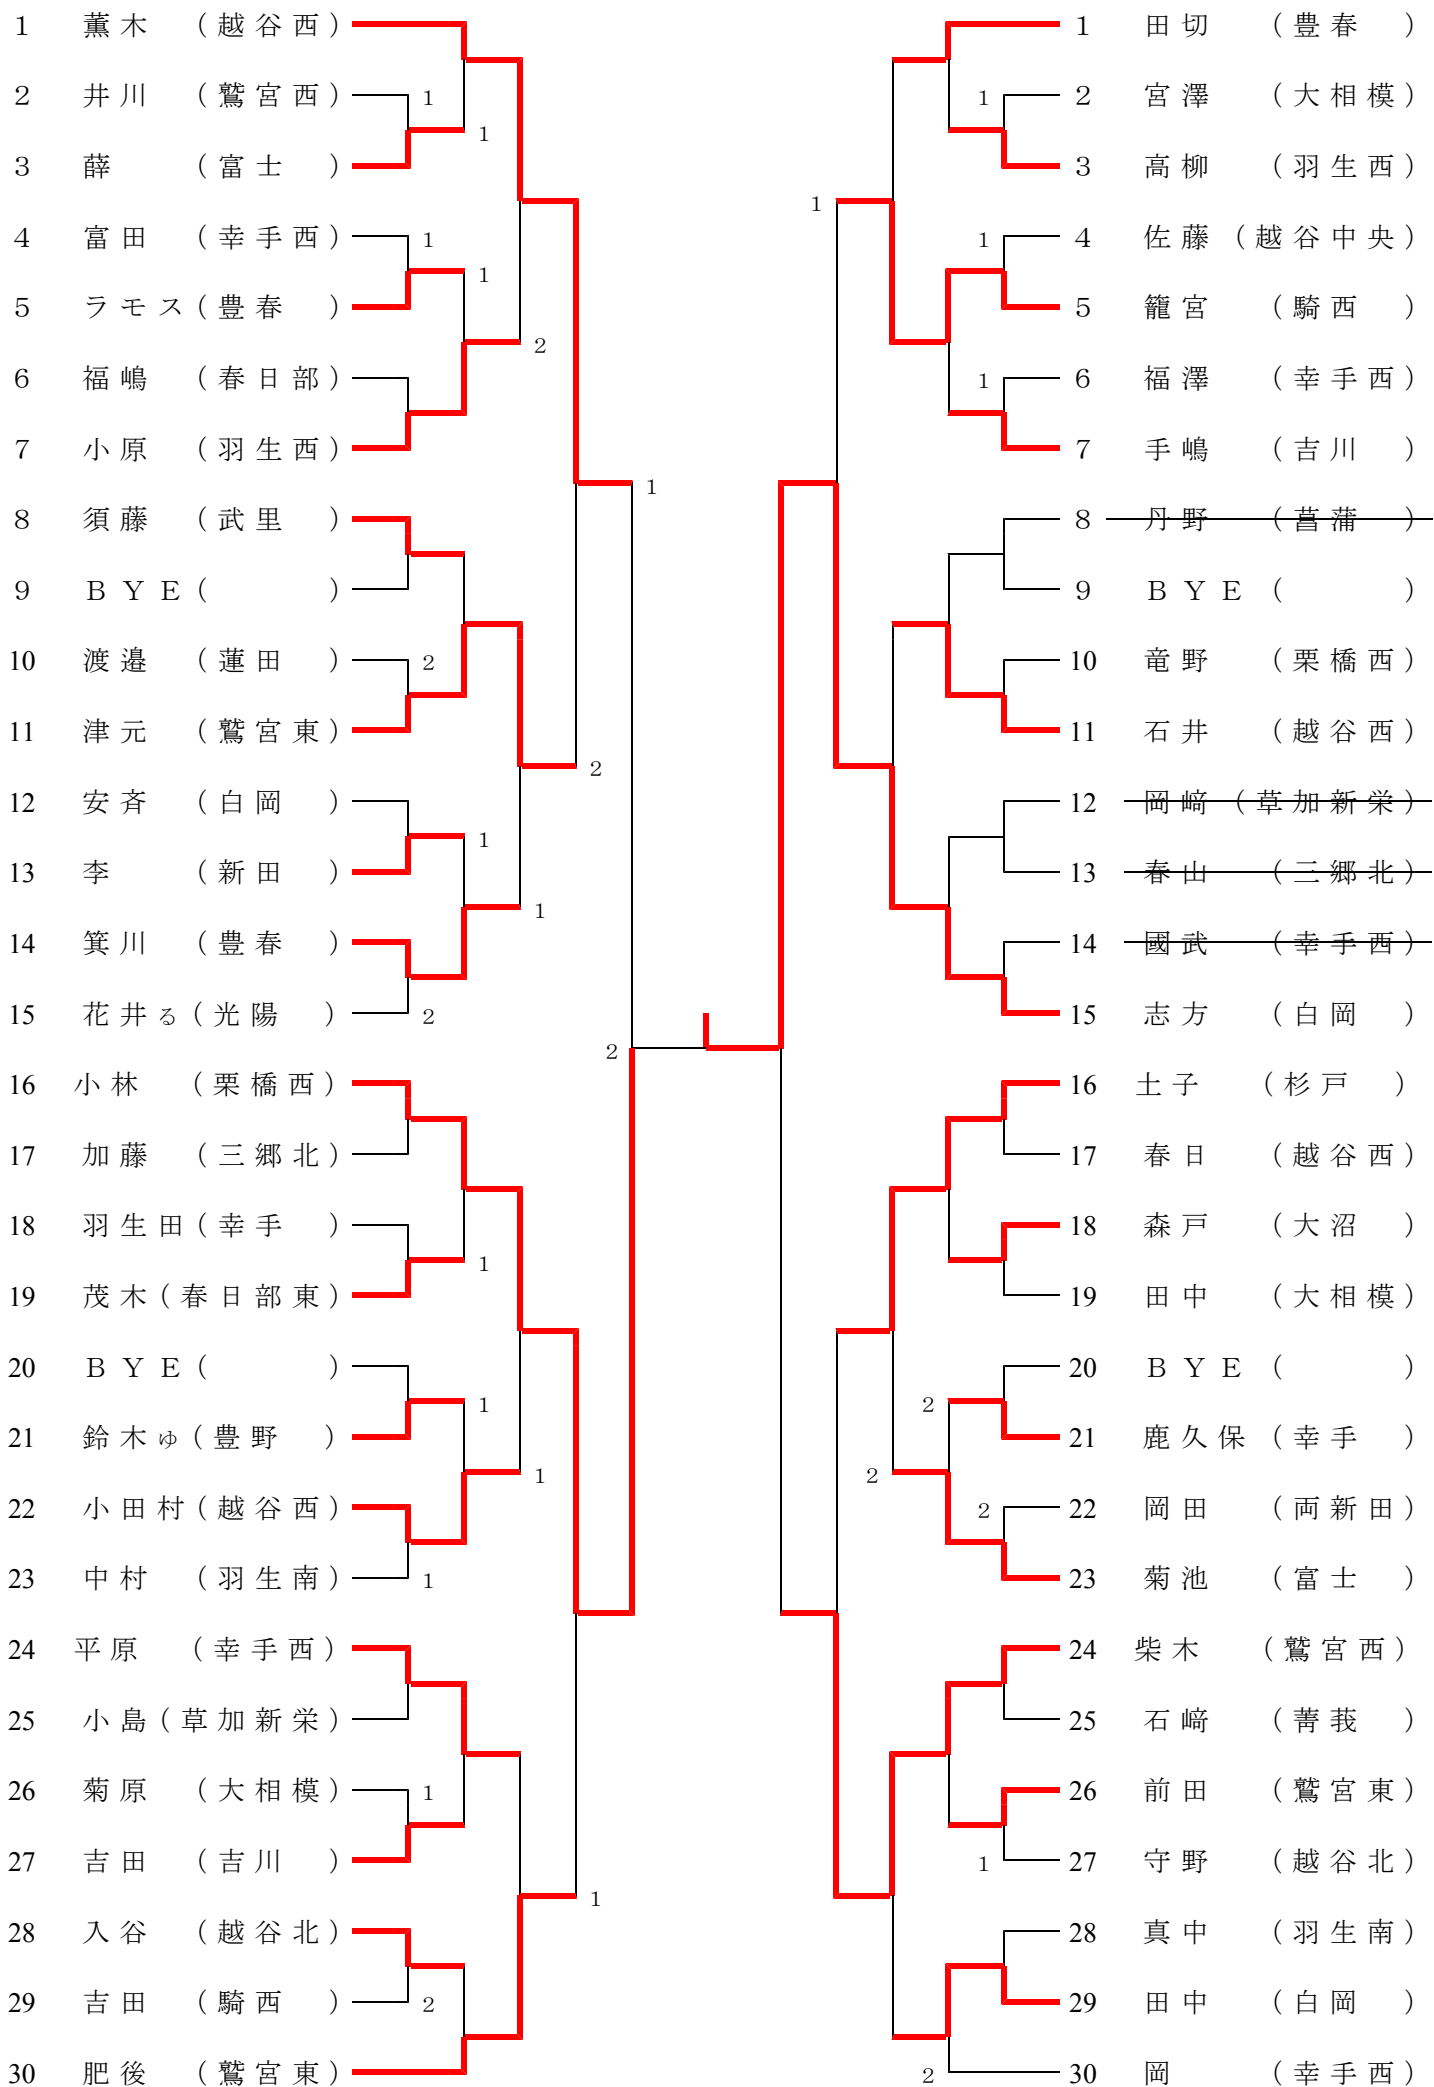 1 薫木 （越谷西） 1 田切 （豊春 ）
2 井川 （鷲宮西） 1 1 2 宮澤 （大相模）
1
3 薛 （富士 ） 3 高柳 （羽生西）
1
4 富田 （幸手西） 1 1 4 佐藤 （越谷中央）
1
5 ラモス （豊春 ） 5 籠宮 （騎西 ）
2
6 福嶋 （春日部） 1 6 福澤 （幸手西）
7 小原 （羽生西） 7 手嶋 （吉川 ）
1
8 須藤 （武里 ） 8 丹野 （菖蒲 ）
9 ＢＹＥ （ ） 9 ＢＹＥ （ ）
10 渡邉 （蓮田 ） 2 10 竜野 （栗橋西）
11 津元 （鷲宮東） 11 石井 （越谷西）
2
12 安斉 （白岡 ） 12 岡﨑 （草加新栄）
1
13 李 （新田 ） 13 春山 （三郷北）
1
14 箕川 （豊春 ） 14 國武 （幸手西）
15 花井る （光陽 ） 2 15 志方 （白岡 ）
2
16 小林 （栗橋西） 16 土子 （杉戸 ）
17 加藤 （三郷北） 17 春日 （越谷西）
18 羽生田 （幸手 ） 18 森戸 （大沼 ）
1
19 茂木 （春日部東） 19 田中 （大相模）
20 ＢＹＥ （ ） 20 ＢＹＥ （ ）
1 2
21 鈴木ゅ （豊野 ） 21 鹿久保 （幸手 ）
1 2
22 小田村 （越谷西） 2 22 岡田 （両新田）
23 中村 （羽生南） 1 23 菊池 （富士 ）
24 平原 （幸手西） 24 柴木 （鷲宮西）
25 小島 （草加新栄） 25 石﨑 （菁莪 ）
26 菊原 （大相模） 1 26 前田 （鷲宮東）
27 吉田 （吉川 ） 1 27 守野 （越谷北）
1
28 入谷 （越谷北） 28 真中 （羽生南）
29 吉田 （騎西 ） 2 29 田中 （白岡 ）
30 肥後 （鷲宮東） 2 30 岡 （幸手西）